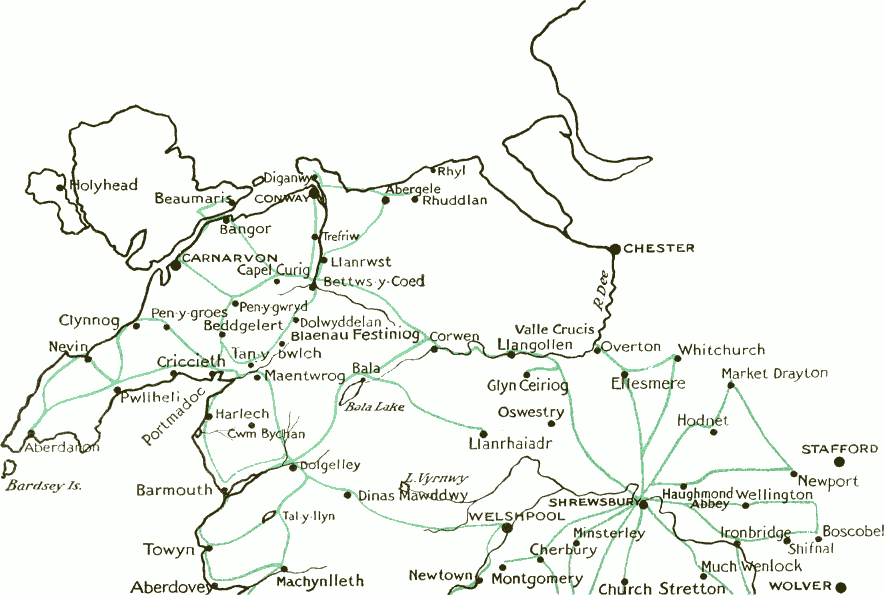 Rhyl
Diganwy
Holyhead
Abergele
Beaumaris
CONWAY
Rhuddlan
Bangor
Trefriw
CHESTER
CARNARVON
Llanrwst
Capel Curig
Bettws-y-Coed
R. Dee
Pen-y-groes
Pen-y-gwryd
Clynnog
Beddgelert
Dolwyddelan
Valle Crucis
Blaenau Festiniog
Corwen
Llangollen
Overton
Nevin
Whitchurch
Tan-y-bwlch
Criccieth
Bala
Maentwrog
Market Drayton
Glyn Ceiriog
Ellesmere
Pwllheli
Portmadoc
Bala Lake
Harlech
Oswestry
Hodnet
Cwm Bychan
Llanrhaiadr
Aberdaron
STAFFORD
Dolgelley
Bardsey Is.
L. Vyrnwy
Newport
Barmouth
Dinas Mawddwy
Haughmond
Abbey
Wellington
SHREWSBURY
Tal-y-llyn
WELSHPOOL
Minsterley
Ironbridge
Boscobel
Towyn
Cherbury
Shifnal
Much Wenlock
Newtown
Montgomery
Machynlleth
Aberdovey
Church Stretton
WOLVER